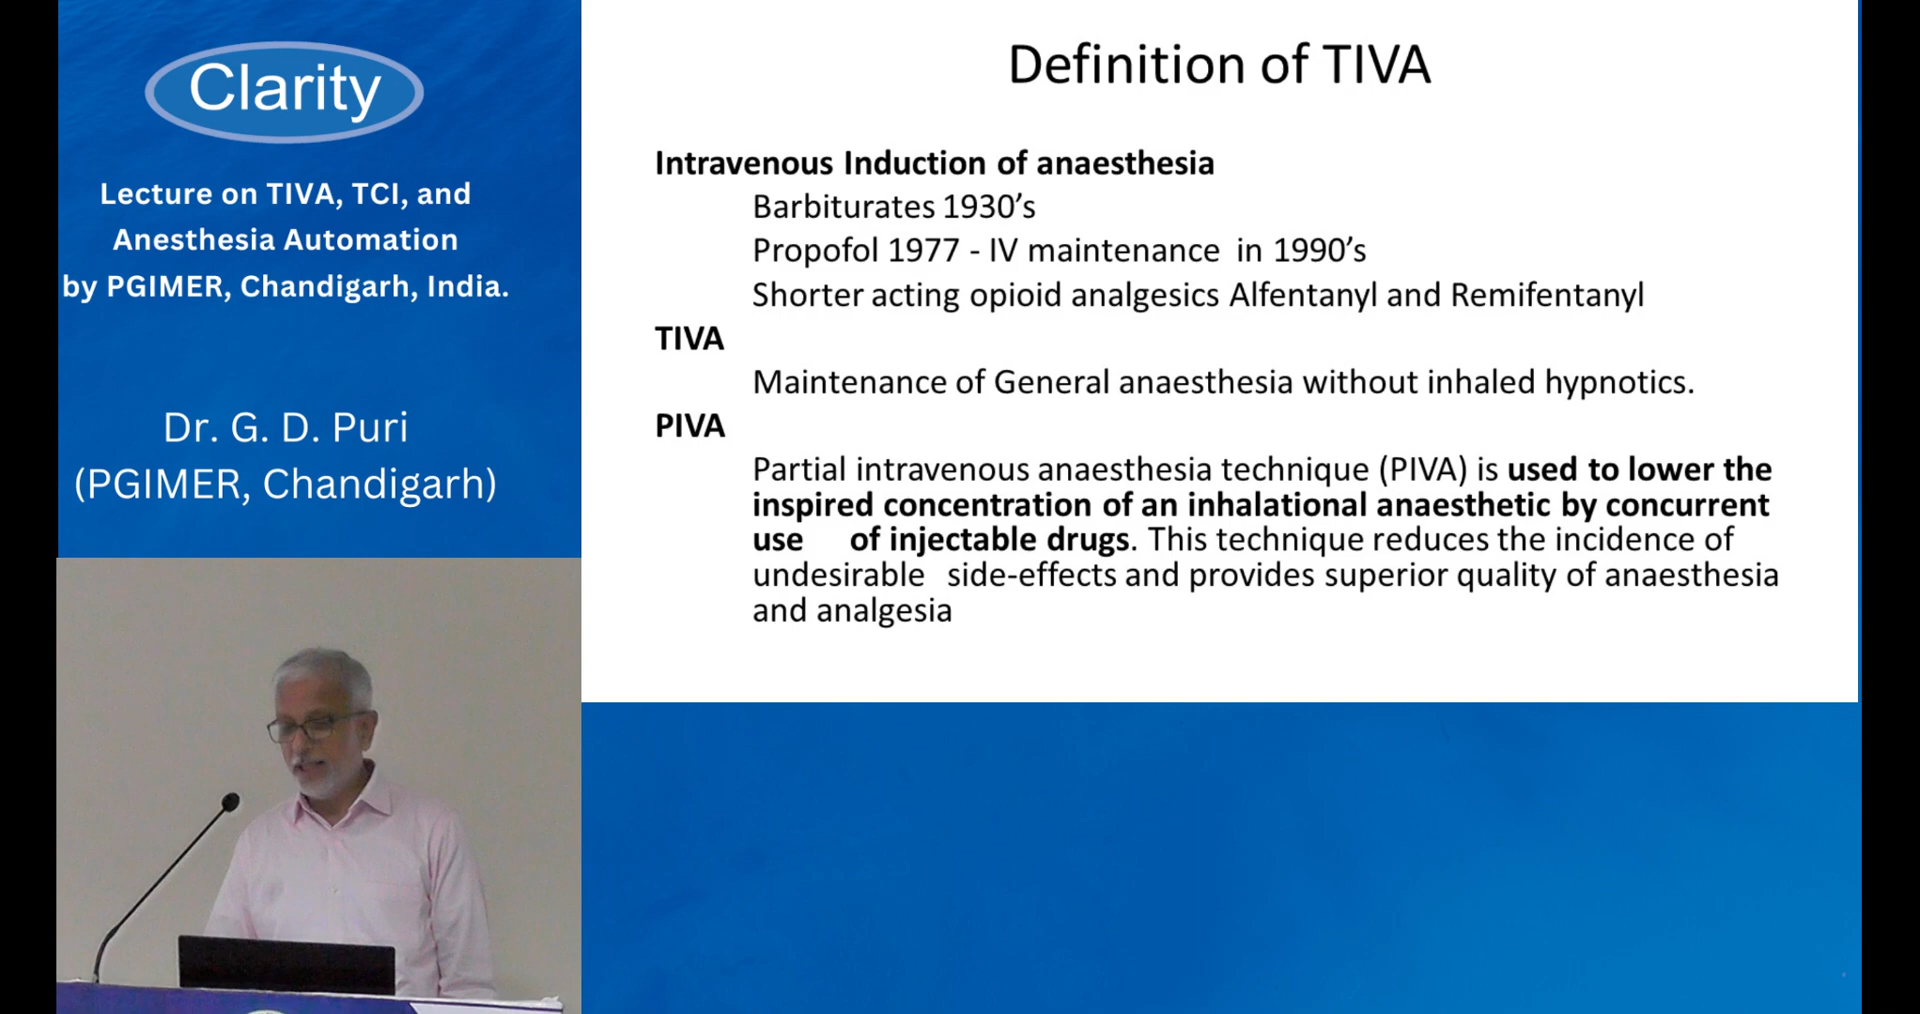 Clarity
Lecture on TIVA, TCI, and
Anesthesia Automation
by PGIMER, Chandigarh, India.
Dr. G. D. Puri
(PGIMER, Chandigarh)
Definition of TIVA
Intravenous Induction of anaesthesia
Barbiturates 1930’s
Propofol 1977 - IV maintenance in 1990’s
Shorter acting opioid analgesics Alfentanyl and Remifentanyl
TIVA
Maintenance of General anaesthesia without inhaled hypnotics.
PIVA
Partial intravenous anaesthesia technique (PIVA) is used to lower the
inspired concentration of an inhalational anaesthetic by concurrent
use of injectable drugs. This technique reduces the incidence of
undesirable side-effects and provides superior quality of anaesthesia
and analgesia